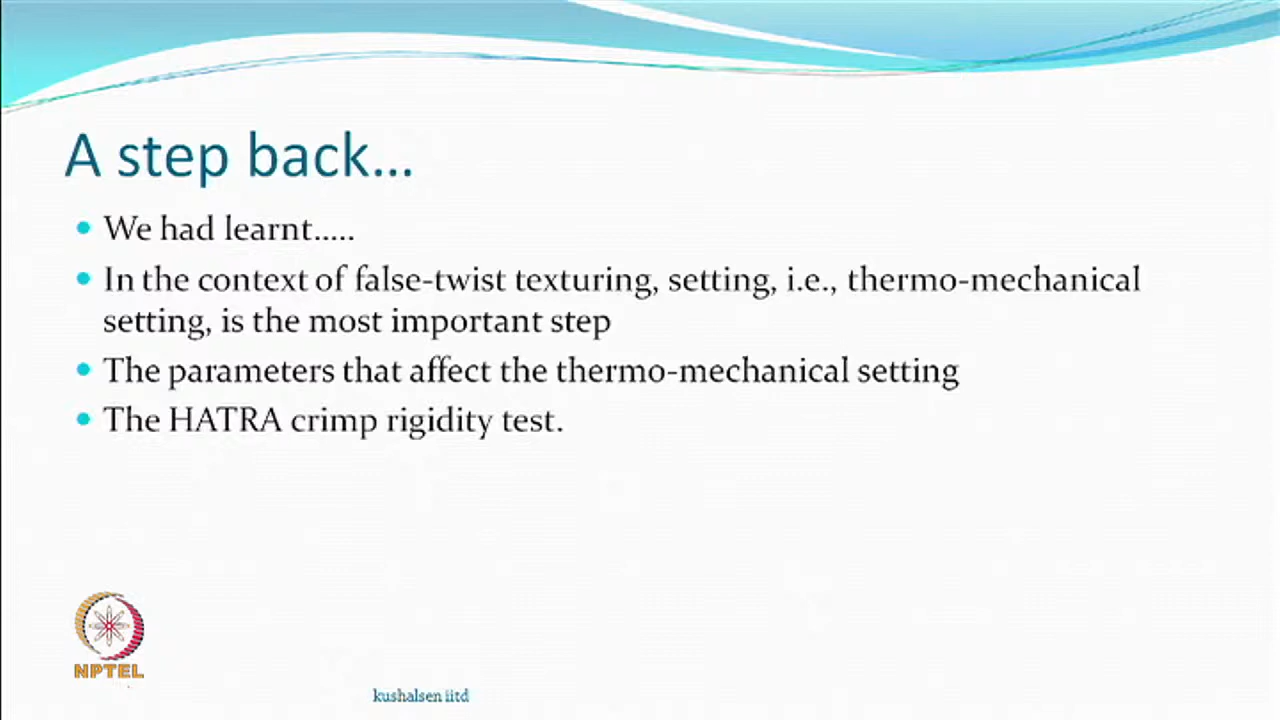 A step back…
We had learnt…..
In the context of false-twist texturing, setting, i.e., thermo-mechanical
setting, is the most important step
The parameters that affect the thermo-mechanical setting
The HATRA crimp rigidity test.
NPTEL
kushalsen iitd